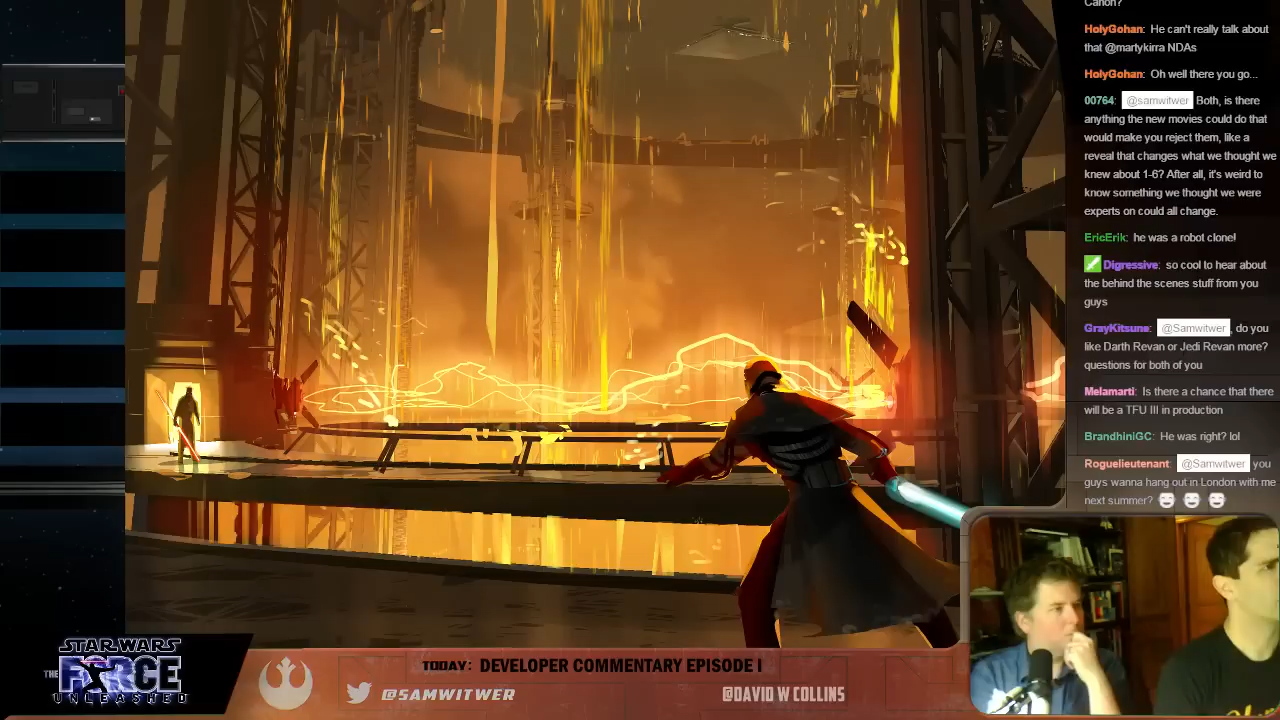 Canon?
HolyGohan: He can't really talk about
that @martykirra NDAs
HolyGohan: Oh well there you go...
00764: @samwitwer Both, is there
anything the new movies could do that
would make you reject them, like a
reveal that changes what we thought we
knew about 1-6? After all, it's weird to
know something we thought we were
experts on could all change.
EricErik: he was a robot clone!
Digressive: so cool to hear about
the behind the scenes stuff from you
guys
GrayKitsune: @Samwitwer, do you
like Darth Revan or Jedi Revan more?
questions for both of you
Melamarti: Is there a chance that there
will be a TFU III in production
BrandhiniGC: He was right? lol
Roguelieutenant: @Samwitwer you
guys wanna hang out in London with me
next summer?
STAR WARS
THE FORCE
UNLEASHED
TODAY: DEVELOPER COMMENTARY EPISODE I
@SAMWITWER
@DAVID W COLLINS